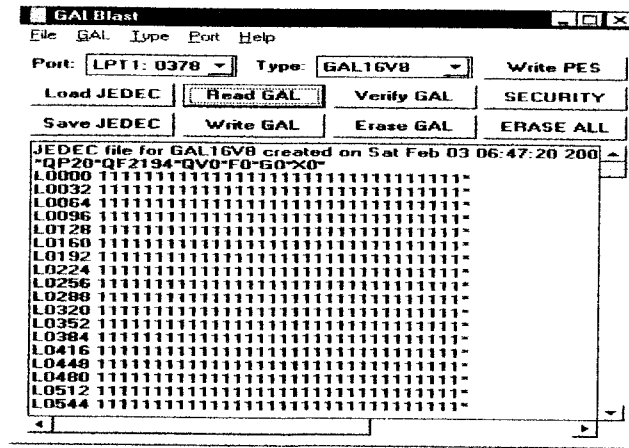 GALBlast
File GAL Type Port Help
Port: LPT1: 0378 Type: GAL16V8 Write PES
Load JEDEC Read GAL Verify GAL SECURITY
Save JEDEC Write GAL Erase GAL ERASE ALL
JEDEC file for GAL16V8 created on Sat Feb 03 06:47:20 200
*QP20*QF2194*QV0*F0*G0*X0*
L0000 11111111111111111111111111111111*
L0032 11111111111111111111111111111111*
L0064 11111111111111111111111111111111*
L0096 11111111111111111111111111111111*
L0128 11111111111111111111111111111111*
L0160 11111111111111111111111111111111*
L0192 11111111111111111111111111111111*
L0224 11111111111111111111111111111111*
L0256 11111111111111111111111111111111*
L0288 11111111111111111111111111111111*
L0320 11111111111111111111111111111111*
L0352 11111111111111111111111111111111*
L0384 11111111111111111111111111111111*
L0416 11111111111111111111111111111111*
L0448 11111111111111111111111111111111*
L0480 11111111111111111111111111111111*
L0512 11111111111111111111111111111111*
L0544 11111111111111111111111111111111*